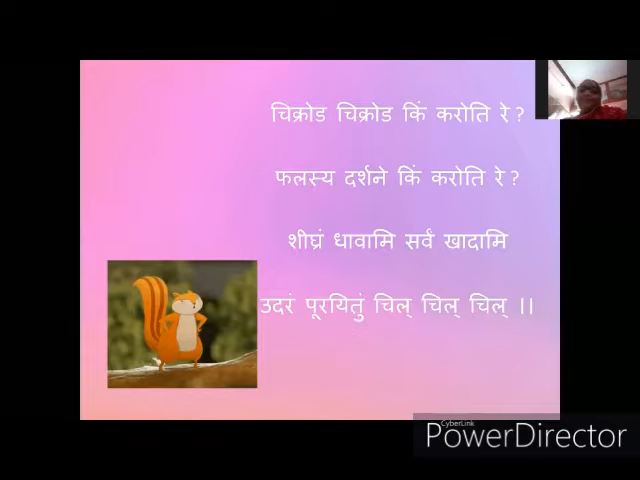 चिक्रोड चिक्रोड किं करोति रे ?
फलस्य दर्शने किं करोति रे ?
शीघ्रं धावामि सर्वं खादामि
उदरं पूरयितुं चिल् चिल् चिल् ।।
CyberLink
PowerDirector